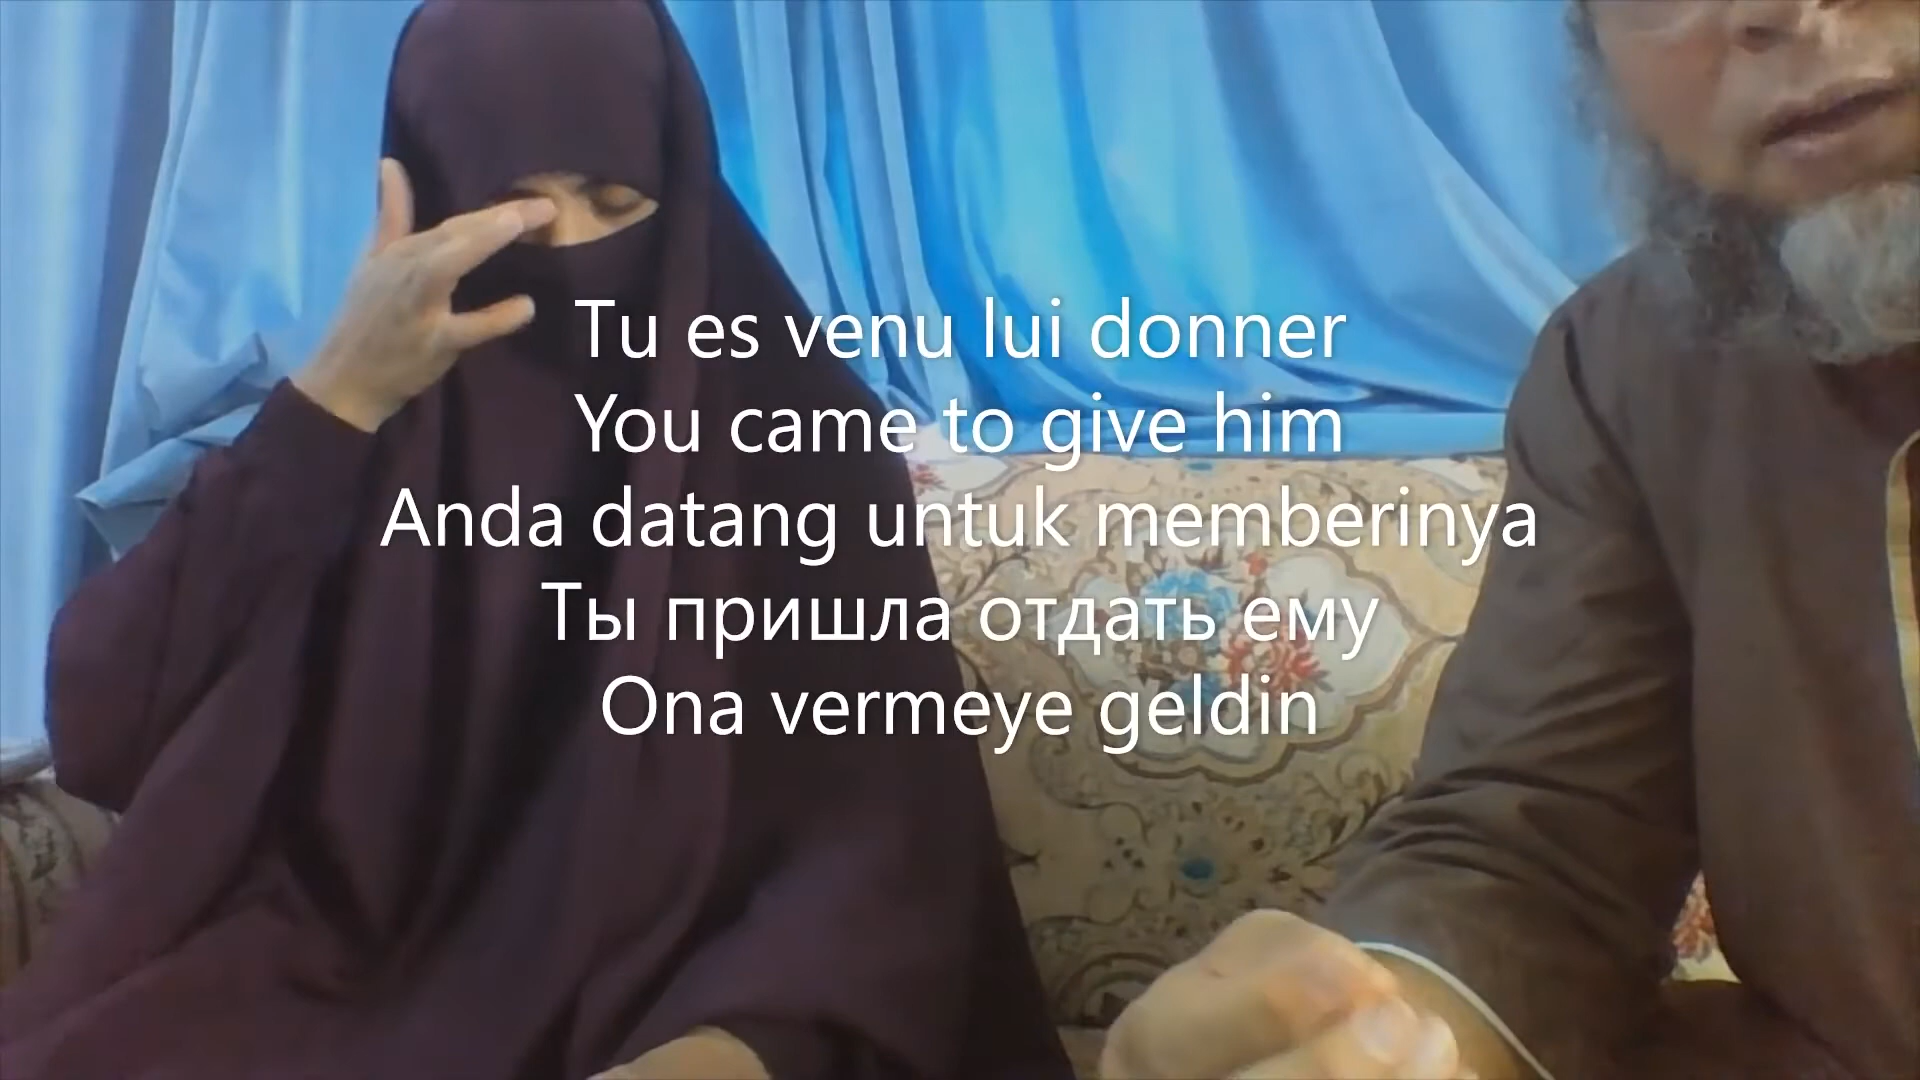 Tu es venu lui donner
You came to give him
Anda datang untuk memberinya
Ты пришла отдать ему
Ona vermeye geldin